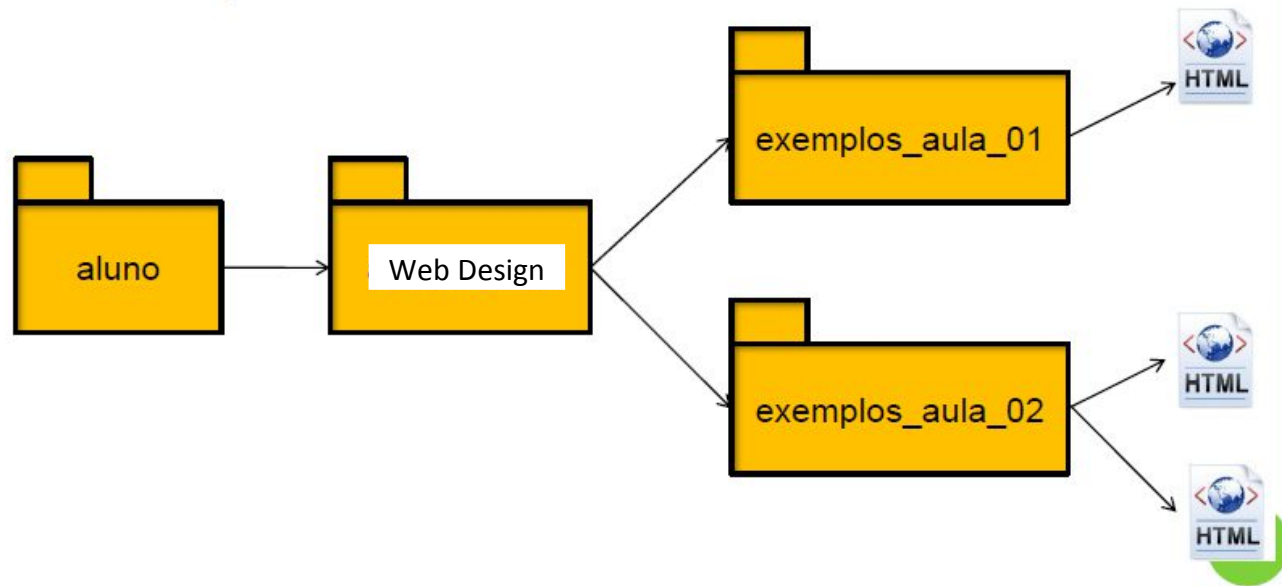 HTML
exemplos_aula_01
aluno
Web Design
HTML
exemplos_aula_02
HTML